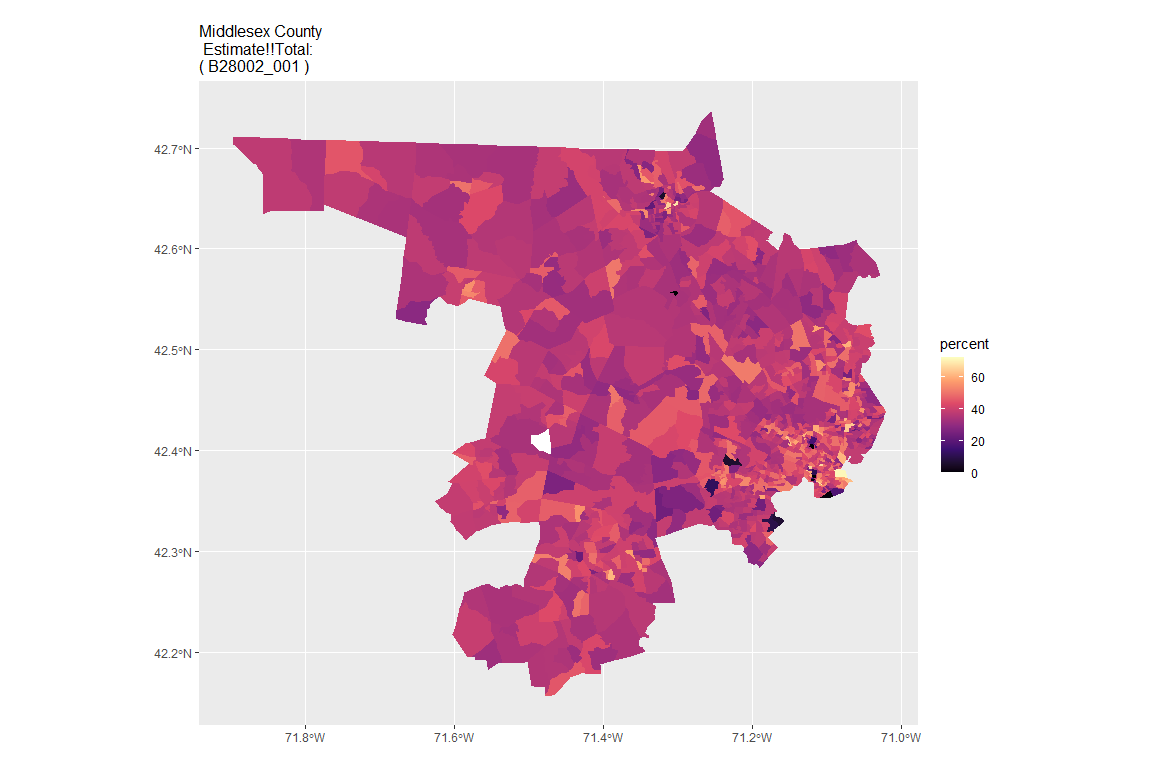 Middlesex County
Estimate!!Total:
( B28002_001 )
42.7°N
42.6°N
42.5°N
42.4°N
42.3°N
42.2°N
71.8°W
71.6°W
71.4°W
71.2°W
71.0°W
percent
60
40
20
0